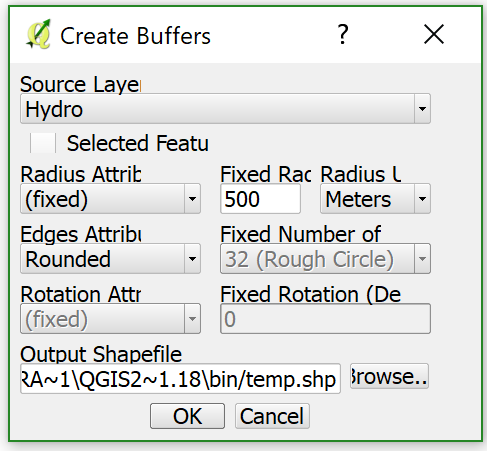 Create Buffers ?
Source Layer
Hydro
Selected Featu
Radius Attrib Fixed Rad Radius U
(fixed) 500 Meters
Edges Attribu Fixed Number of
Rounded 32 (Rough Circle)
Rotation Attr Fixed Rotation (De
(fixed) 0
Output Shapefile
RA~1\QGIS2~1.18\bin/temp.shp Browse..
OK Cancel